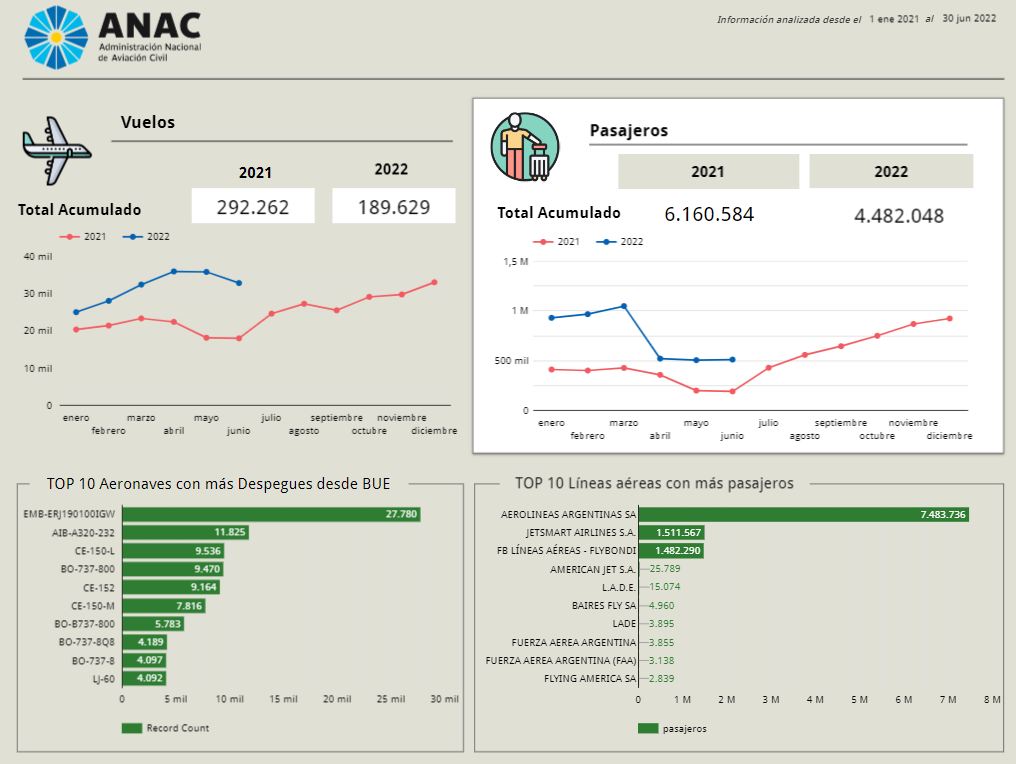 ANAC
Administración Nacional
de Aviación Civil
Información analizada desde el 1 ene 2021 al 30 jun 2022
Vuelos
2021 2022
Total Acumulado 292.262 189.629
2021 2022
40 mil
30 mil
20 mil
10 mil
0
enero marzo mayo julio septiembre noviembre
febrero abril junio agosto octubre diciembre
Pasajeros
2021 2022
Total Acumulado 6.160.584 4.482.048
2021 2022
1,5 M
1 M
500 mil
0
enero marzo mayo julio septiembre noviembre
febrero abril junio agosto octubre diciembre
TOP 10 Aeronaves con más Despegues desde BUE
EMB-ERJ190100IGW 27.780
AIB-A320-232 11.825
CE-150-L 9.536
BO-737-800 9.470
CE-152 9.164
CE-150-M 7.816
BO-B737-800 5.783
BO-737-8Q8 4.189
BO-737-8 4.097
LJ-60 4.092
0 5 mil 10 mil 15 mil 20 mil 25 mil 30 mil
Record Count
TOP 10 Líneas aéreas con más pasajeros
AEROLINEAS ARGENTINAS SA 7.483.736
JETSMART AIRLINES S.A. 1.511.567
FB LÍNEAS AÉREAS - FLYBONDI 1.482.290
AMERICAN JET S.A. 25.789
L.A.D.E. 15.074
BAIRES FLY SA 4.960
LADE 3.895
FUERZA AEREA ARGENTINA 3.855
FUERZA AEREA ARGENTINA (FAA) 3.138
FLYING AMERICA SA 2.839
0 1 M 2 M 3 M 4 M 5 M 6 M 7 M 8 M
pasajeros